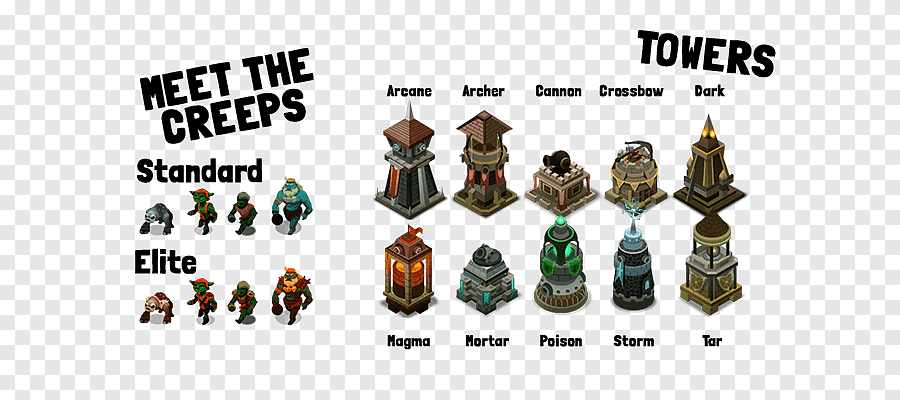 MEET THE
CREEPS
Standard
Elite
TOWERS
Arcane Archer Cannon Crossbow Dark
Magma Mortar Poison Storm Tar